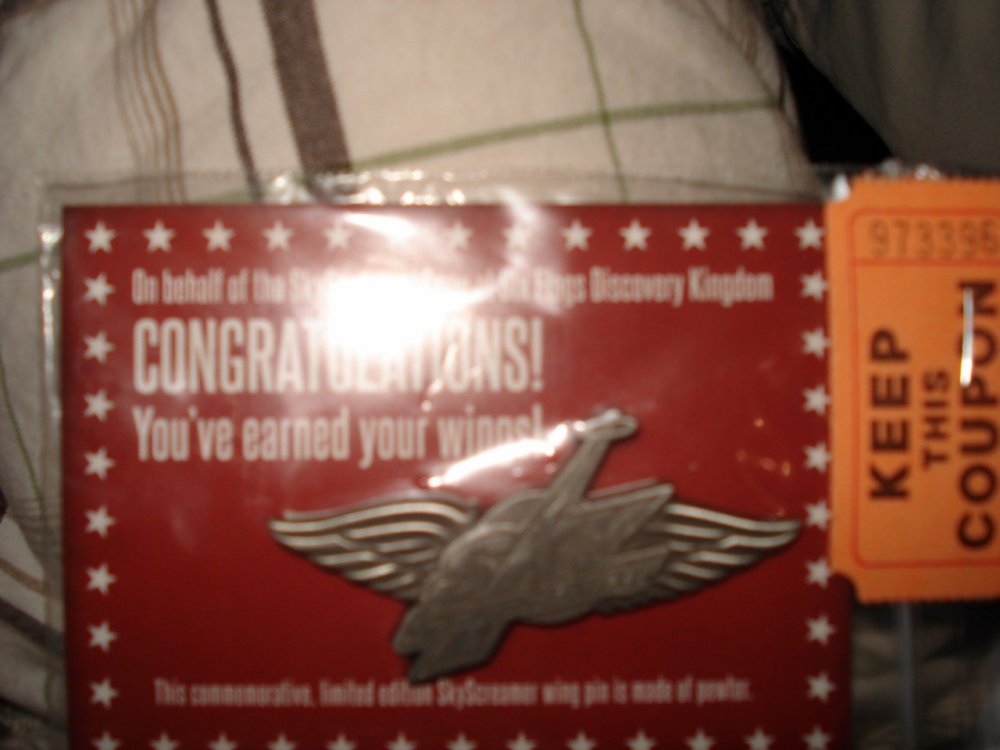 On behalf of the Discovery Kingdom
CONGRATULATIONS!
You've earned your wings!
This commemorative, limited edition SkyScreamer wing pin is made of pewter.
973396
KEEP
THIS
COUPON